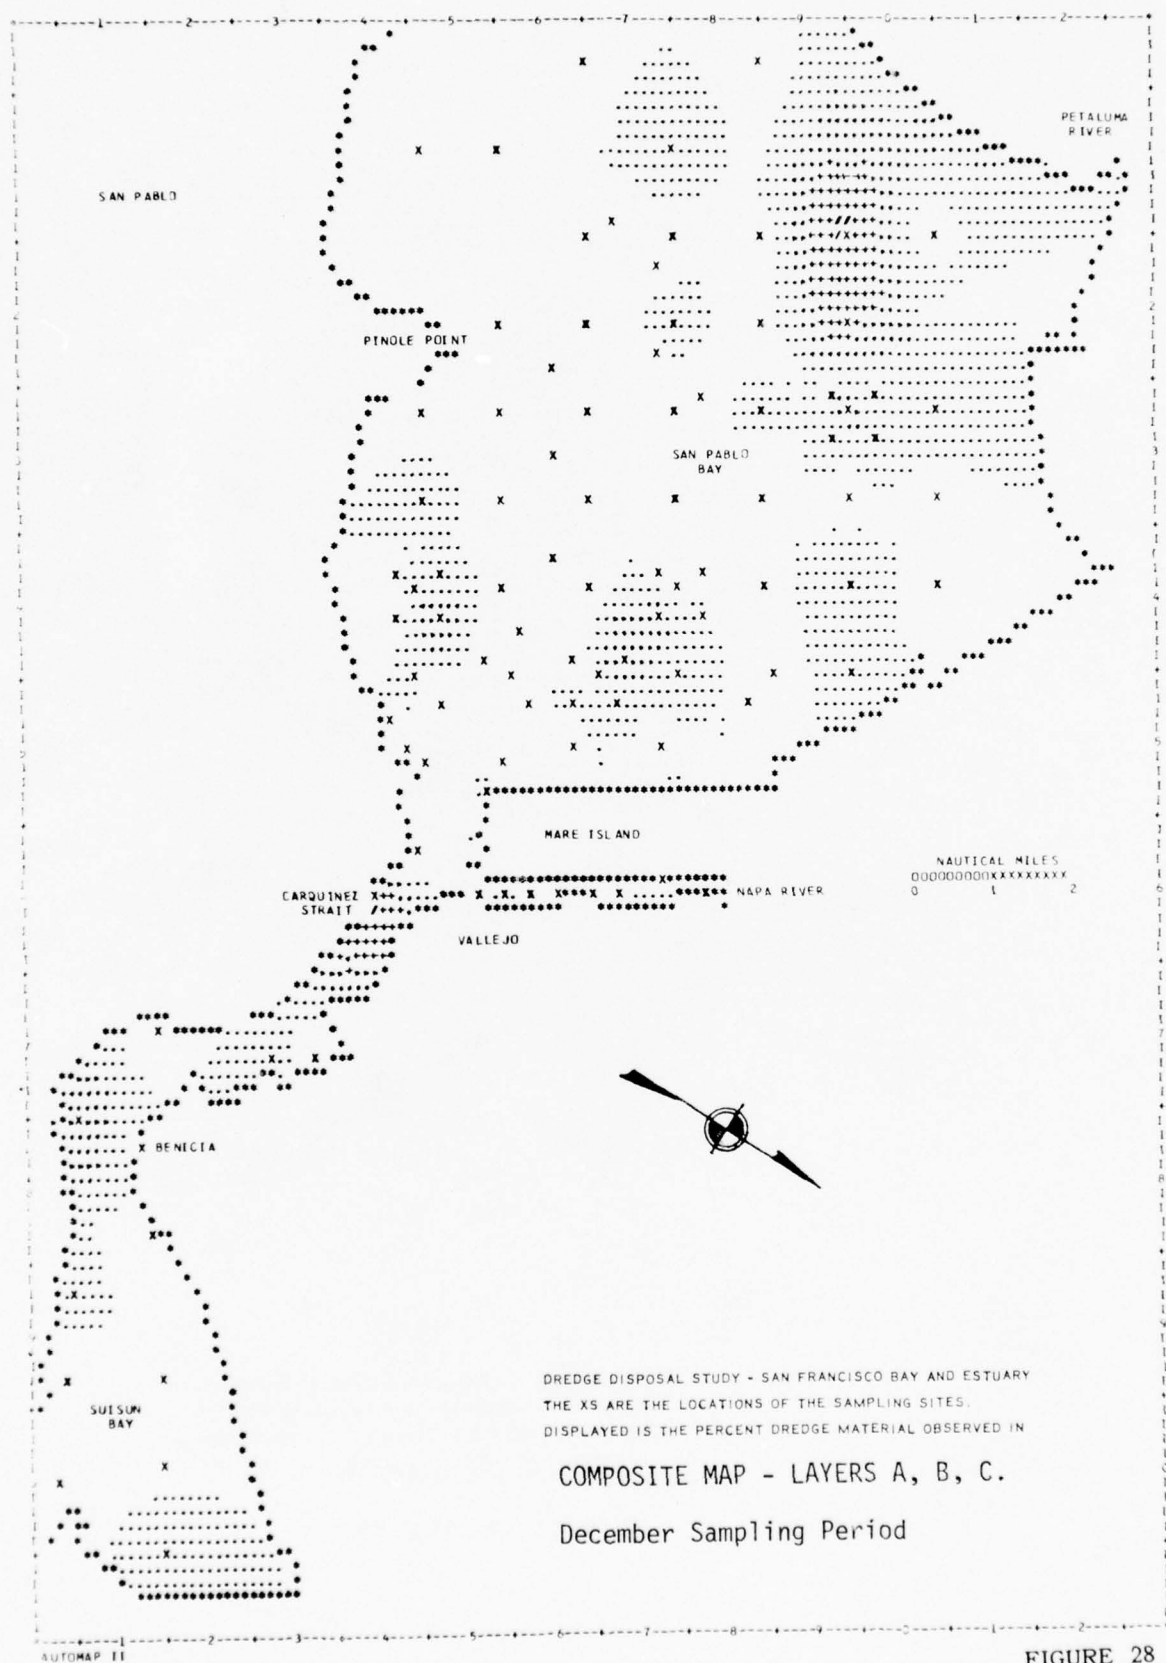 PETALUMA
RIVER
SAN PABLO
PINOLE POINT
SAN PABLO
BAY
MARE ISLAND
NAUTICAL MILES
0 1 2
CARQUINEZ
STRAIT
NAPA RIVER
VALLEJO
BENICIA
SUISUN
BAY
DREDGE DISPOSAL STUDY - SAN FRANCISCO BAY AND ESTUARY
THE XS ARE THE LOCATIONS OF THE SAMPLING SITES.
DISPLAYED IS THE PERCENT DREDGE MATERIAL OBSERVED IN
COMPOSITE MAP - LAYERS A, B, C.
December Sampling Period
AUTOMAP II
FIGURE 28